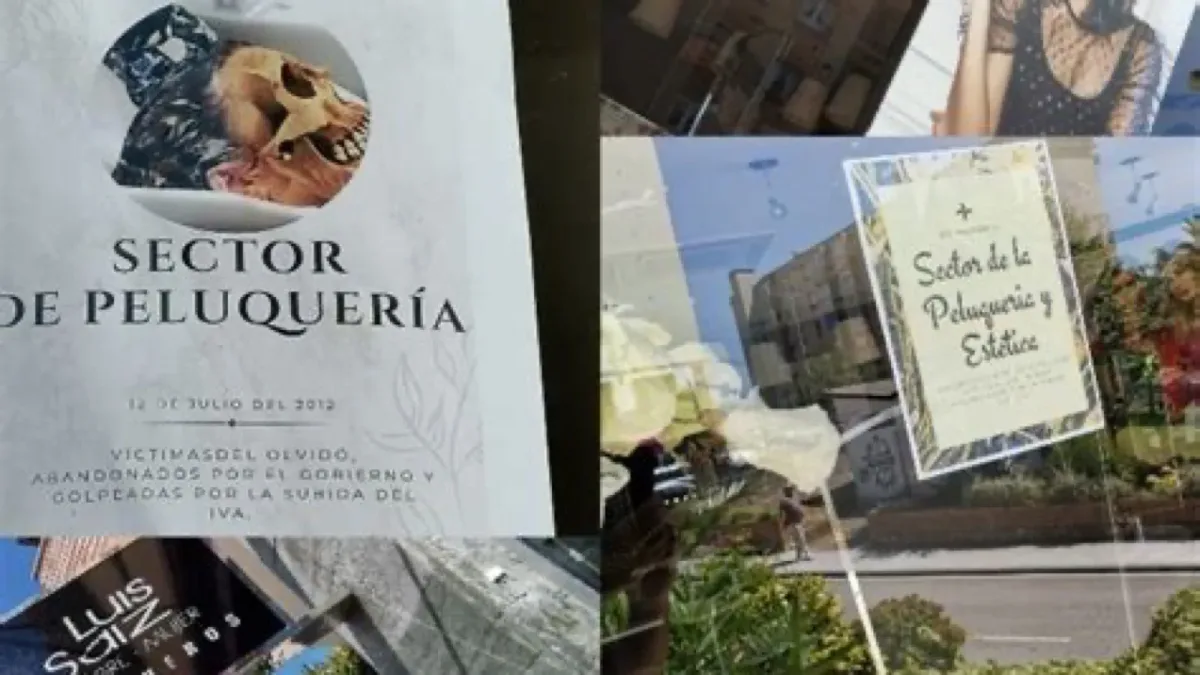 SECTOR
DE PELUQUERÍA
12 DE JULIO DEL 2012
VÍCTIMASDEL OLVIDO,
ABANDONADOS POR EL GOBIERNO Y
GOLPEADAS POR LA SUBIDA DEL
IVA.
LUIS
SAIZ
Sector de la
Peluquería y
Estética